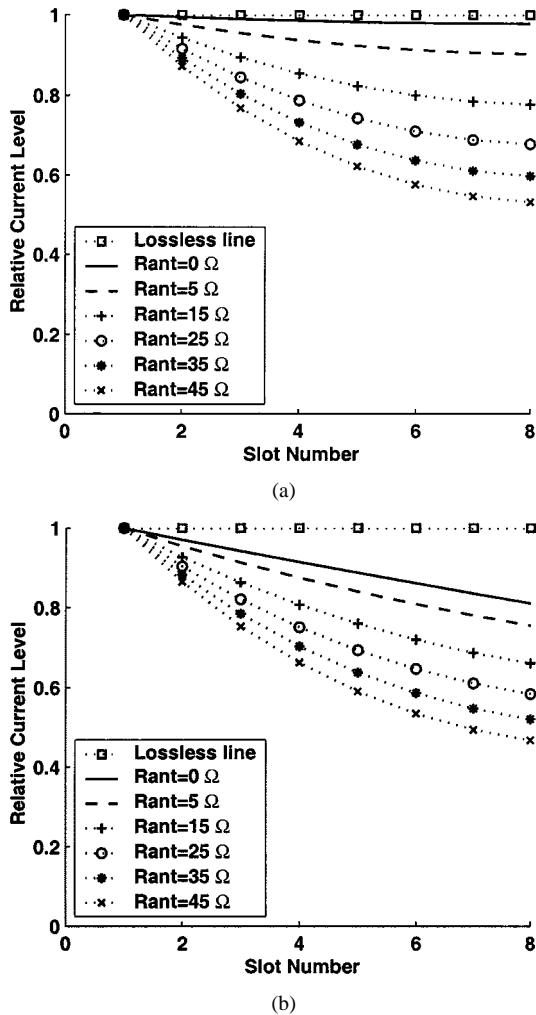 1
0.8
0.6
0.4
0.2
0
Relative Current Level
Lossless line
Rant=0 Ω
Rant=5 Ω
Rant=15 Ω
Rant=25 Ω
Rant=35 Ω
Rant=45 Ω
0 2 4 6 8
Slot Number
(a)
1
0.8
0.6
0.4
0.2
0
Relative Current Level
Lossless line
Rant=0 Ω
Rant=5 Ω
Rant=15 Ω
Rant=25 Ω
Rant=35 Ω
Rant=45 Ω
0 2 4 6 8
Slot Number
(b)